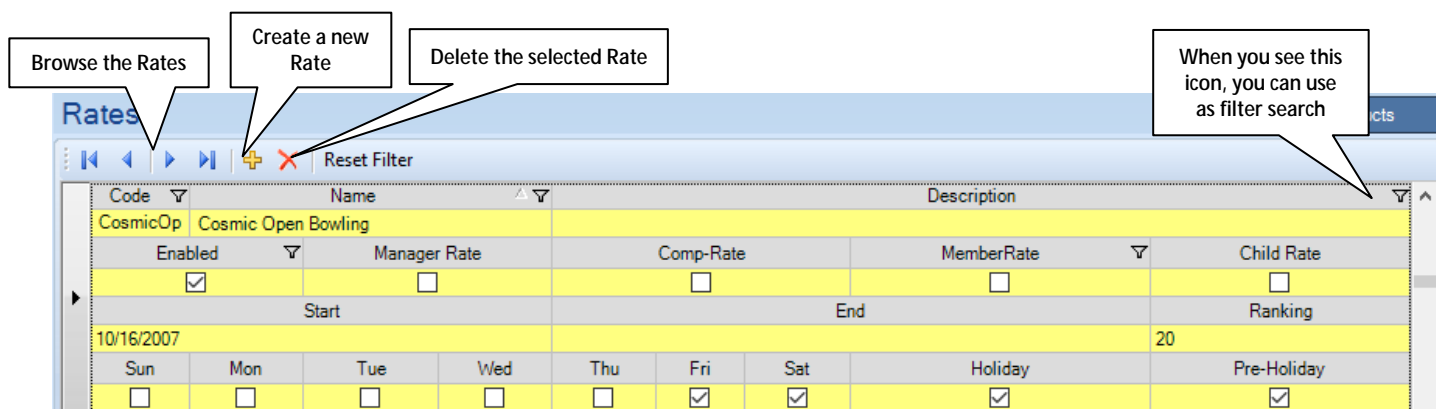 Browse the Rates
Create a new
Rate
Delete the selected Rate
When you see this
icon, you can use
as filter search
Rates
cts
Reset Filter
Code Name Description
CosmicOp Cosmic Open Bowling
Enabled Manager Rate Comp-Rate MemberRate Child Rate
Start End Ranking
10/16/2007 20
Sun Mon Tue Wed Thu Fri Sat Holiday Pre-Holiday